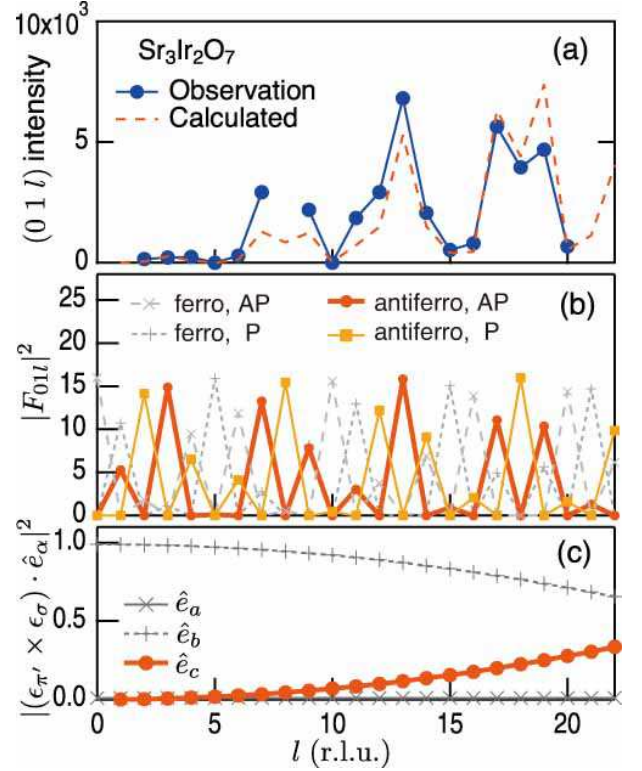 10x10³
Sr₃Ir₂O₇
(a)
Observation
Calculated
5
0
(0 1 l) intensity
25
20
15
10
5
0
ferro, AP
antiferro, AP
(b)
ferro, P
antiferro, P
|F₀₁ₗ|²
1.0
0.5
0.0
(c)
êₐ
ê_b
ê_c
|(ϵ_π′ × ϵ_σ) · ê_α|²
0 5 10 15 20
l (r.l.u.)